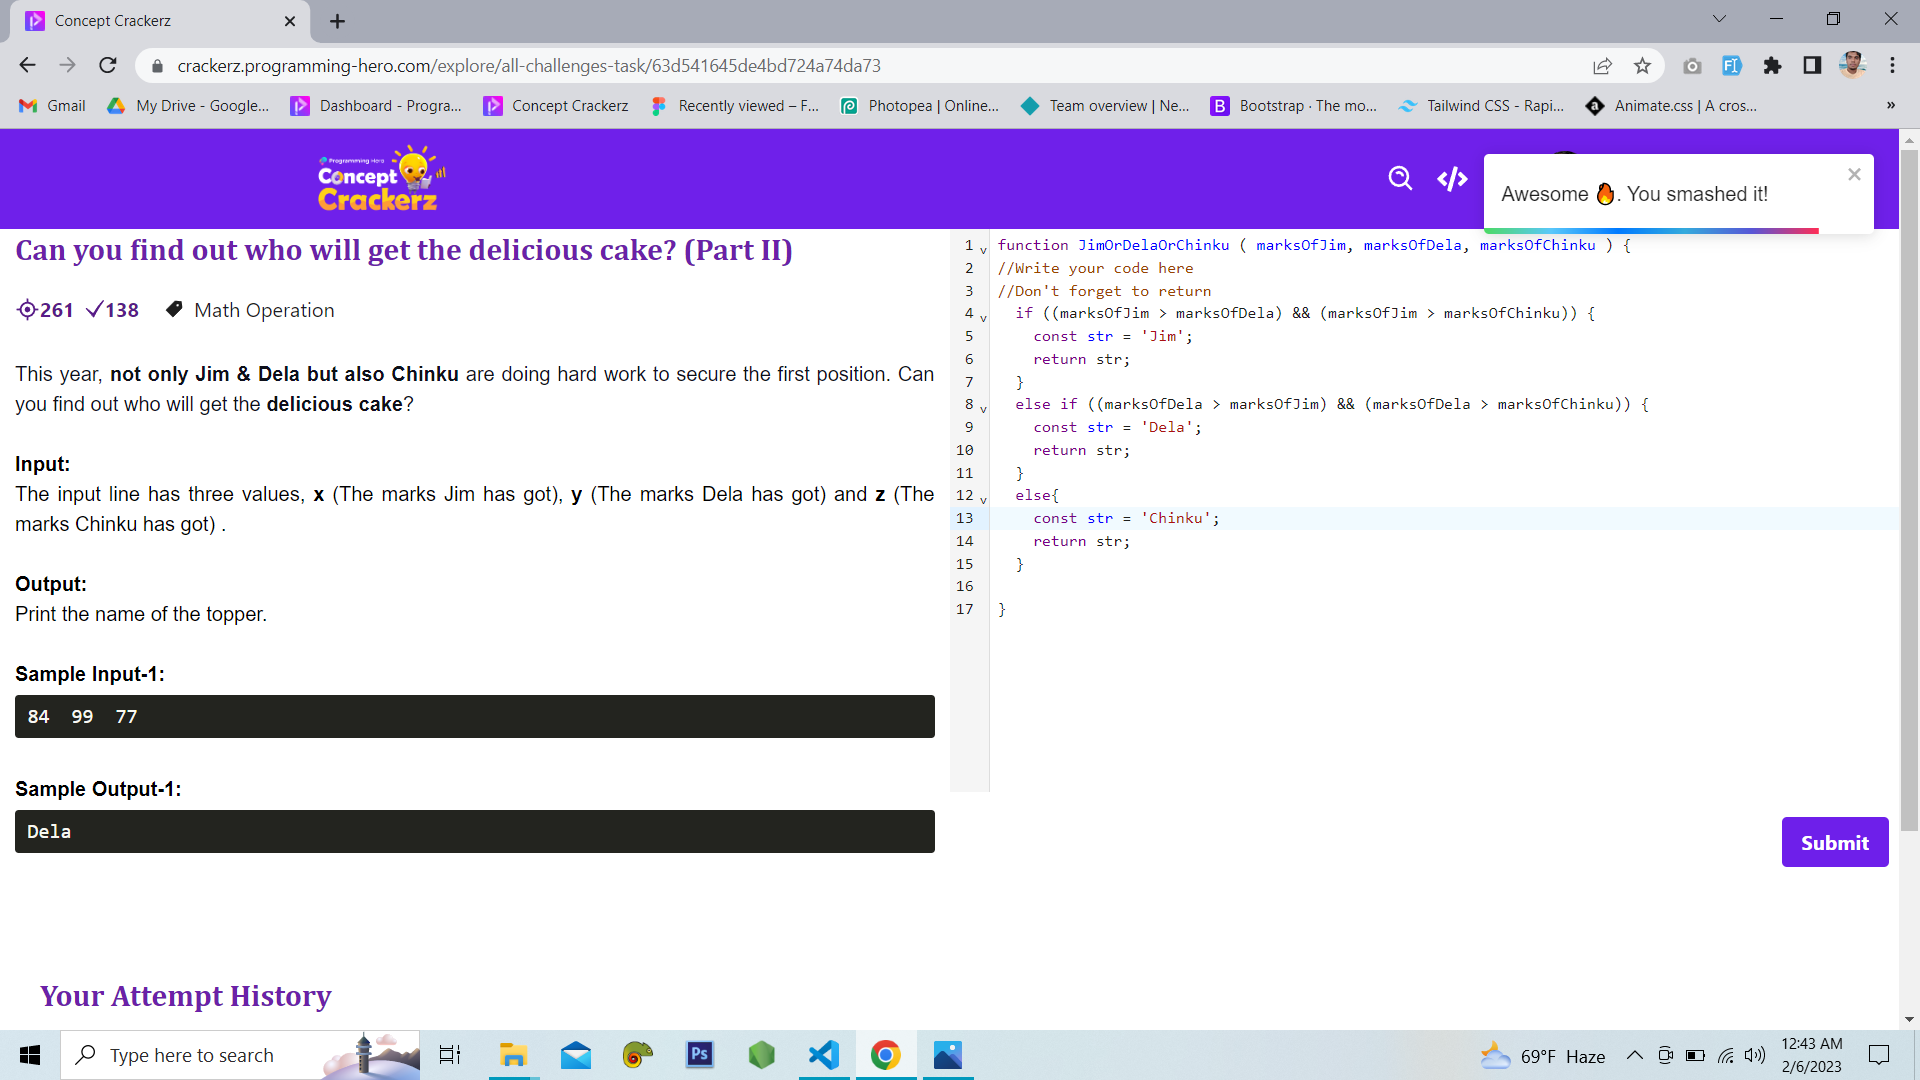 Concept Crackerz
crackerz.programming-hero.com/explore/all-challenges-task/63d541645de4bd724a74da73
Gmail
My Drive - Google...
Dashboard - Progra...
Concept Crackerz
Recently viewed – F...
Photopea | Online...
Team overview | Ne...
B
Bootstrap · The mo...
Tailwind CSS - Rapi...
Animate.css | A cros...
»
Programming Hero
Concept
Crackerz
</>
Awesome 🔥. You smashed it!
Can you find out who will get the delicious cake? (Part II)
261
138
Math Operation
This year, not only Jim & Dela but also Chinku are doing hard work to secure the first position. Can
you find out who will get the delicious cake?
Input:
The input line has three values, x (The marks Jim has got), y (The marks Dela has got) and z (The
marks Chinku has got) .
Output:
Print the name of the topper.
Sample Input-1:
84 99 77
Sample Output-1:
Dela
1 function JimOrDelaOrChinku ( marksOfJim, marksOfDela, marksOfChinku ) {
2 //Write your code here
3 //Don't forget to return
4 if ((marksOfJim > marksOfDela) && (marksOfJim > marksOfChinku)) {
5 const str = 'Jim';
6 return str;
7 }
8 else if ((marksOfDela > marksOfJim) && (marksOfDela > marksOfChinku)) {
9 const str = 'Dela';
10 return str;
11 }
12 else{
13 const str = 'Chinku';
14 return str;
15 }
16
17 }
Submit
Your Attempt History
Type here to search
Ps
69°F Haze
12:43 AM
2/6/2023